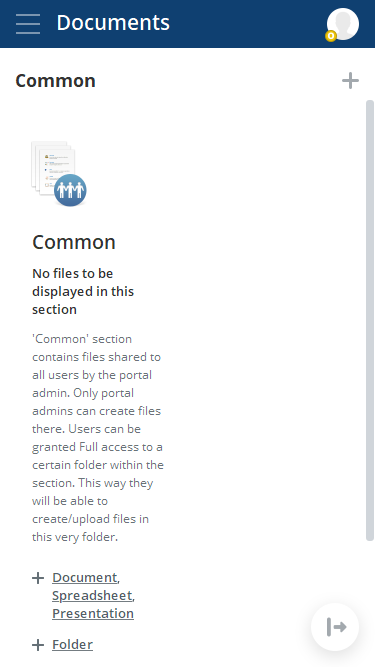 Documents
Common
Common
No files to be
displayed in this
section
'Common' section
contains files shared to
all users by the portal
admin. Only portal
admins can create files
there. Users can be
granted Full access to a
certain folder within the
section. This way they
will be able to
create/upload files in
this very folder.
Document,
Spreadsheet,
Presentation
Folder